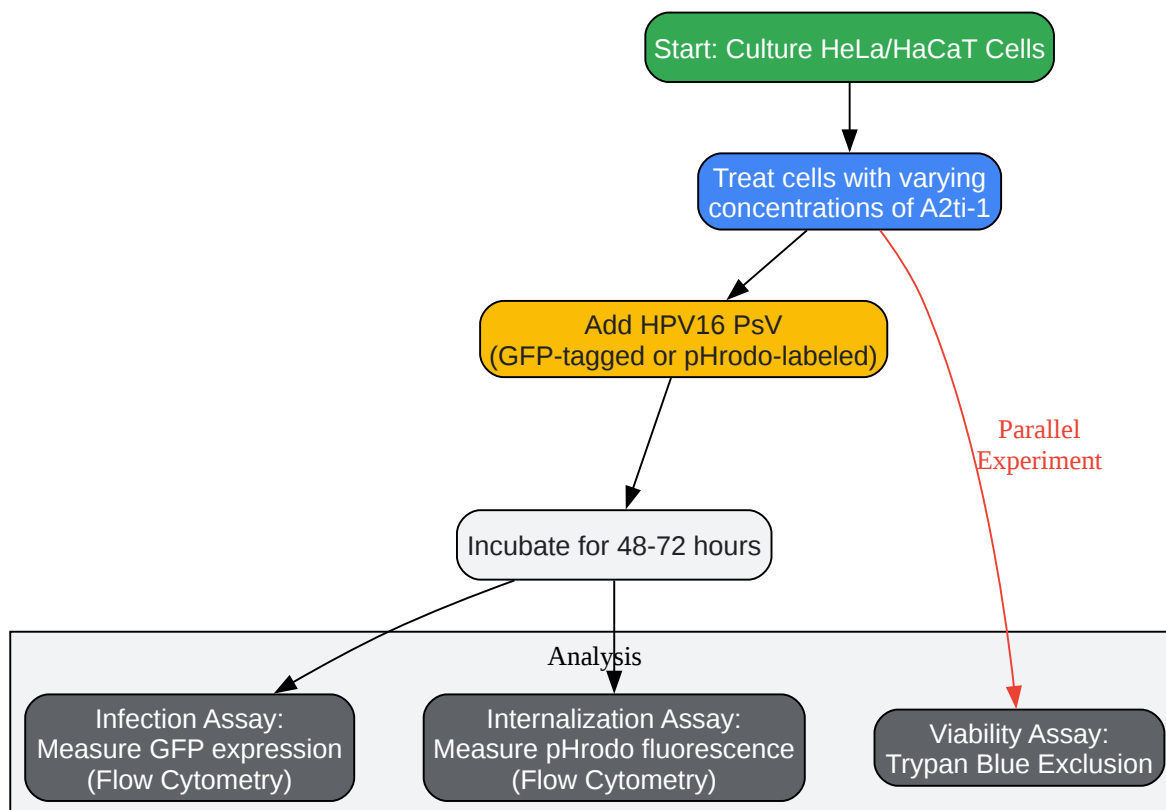 Start: Culture HeLa/HaCaT Cells
Treat cells with varying
concentrations of A2ti-1
Add HPV16 PsV
(GFP-tagged or pHrodo-labeled)
Parallel
Experiment
Incubate for 48-72 hours
Analysis
Infection Assay:
Measure GFP expression
(Flow Cytometry)
Internalization Assay:
Measure pHrodo fluorescence
(Flow Cytometry)
Viability Assay:
Trypan Blue Exclusion